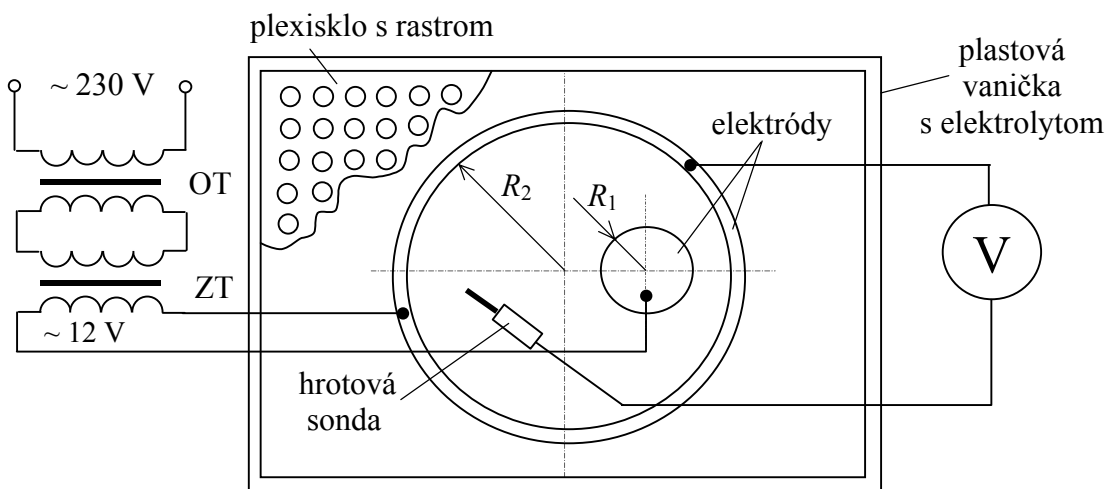 plexisklo s rastrom
plastová
vanička
s elektrolytom
~ 230 V
elektródy
OT
R2
R1
V
ZT
~ 12 V
hrotová
sonda